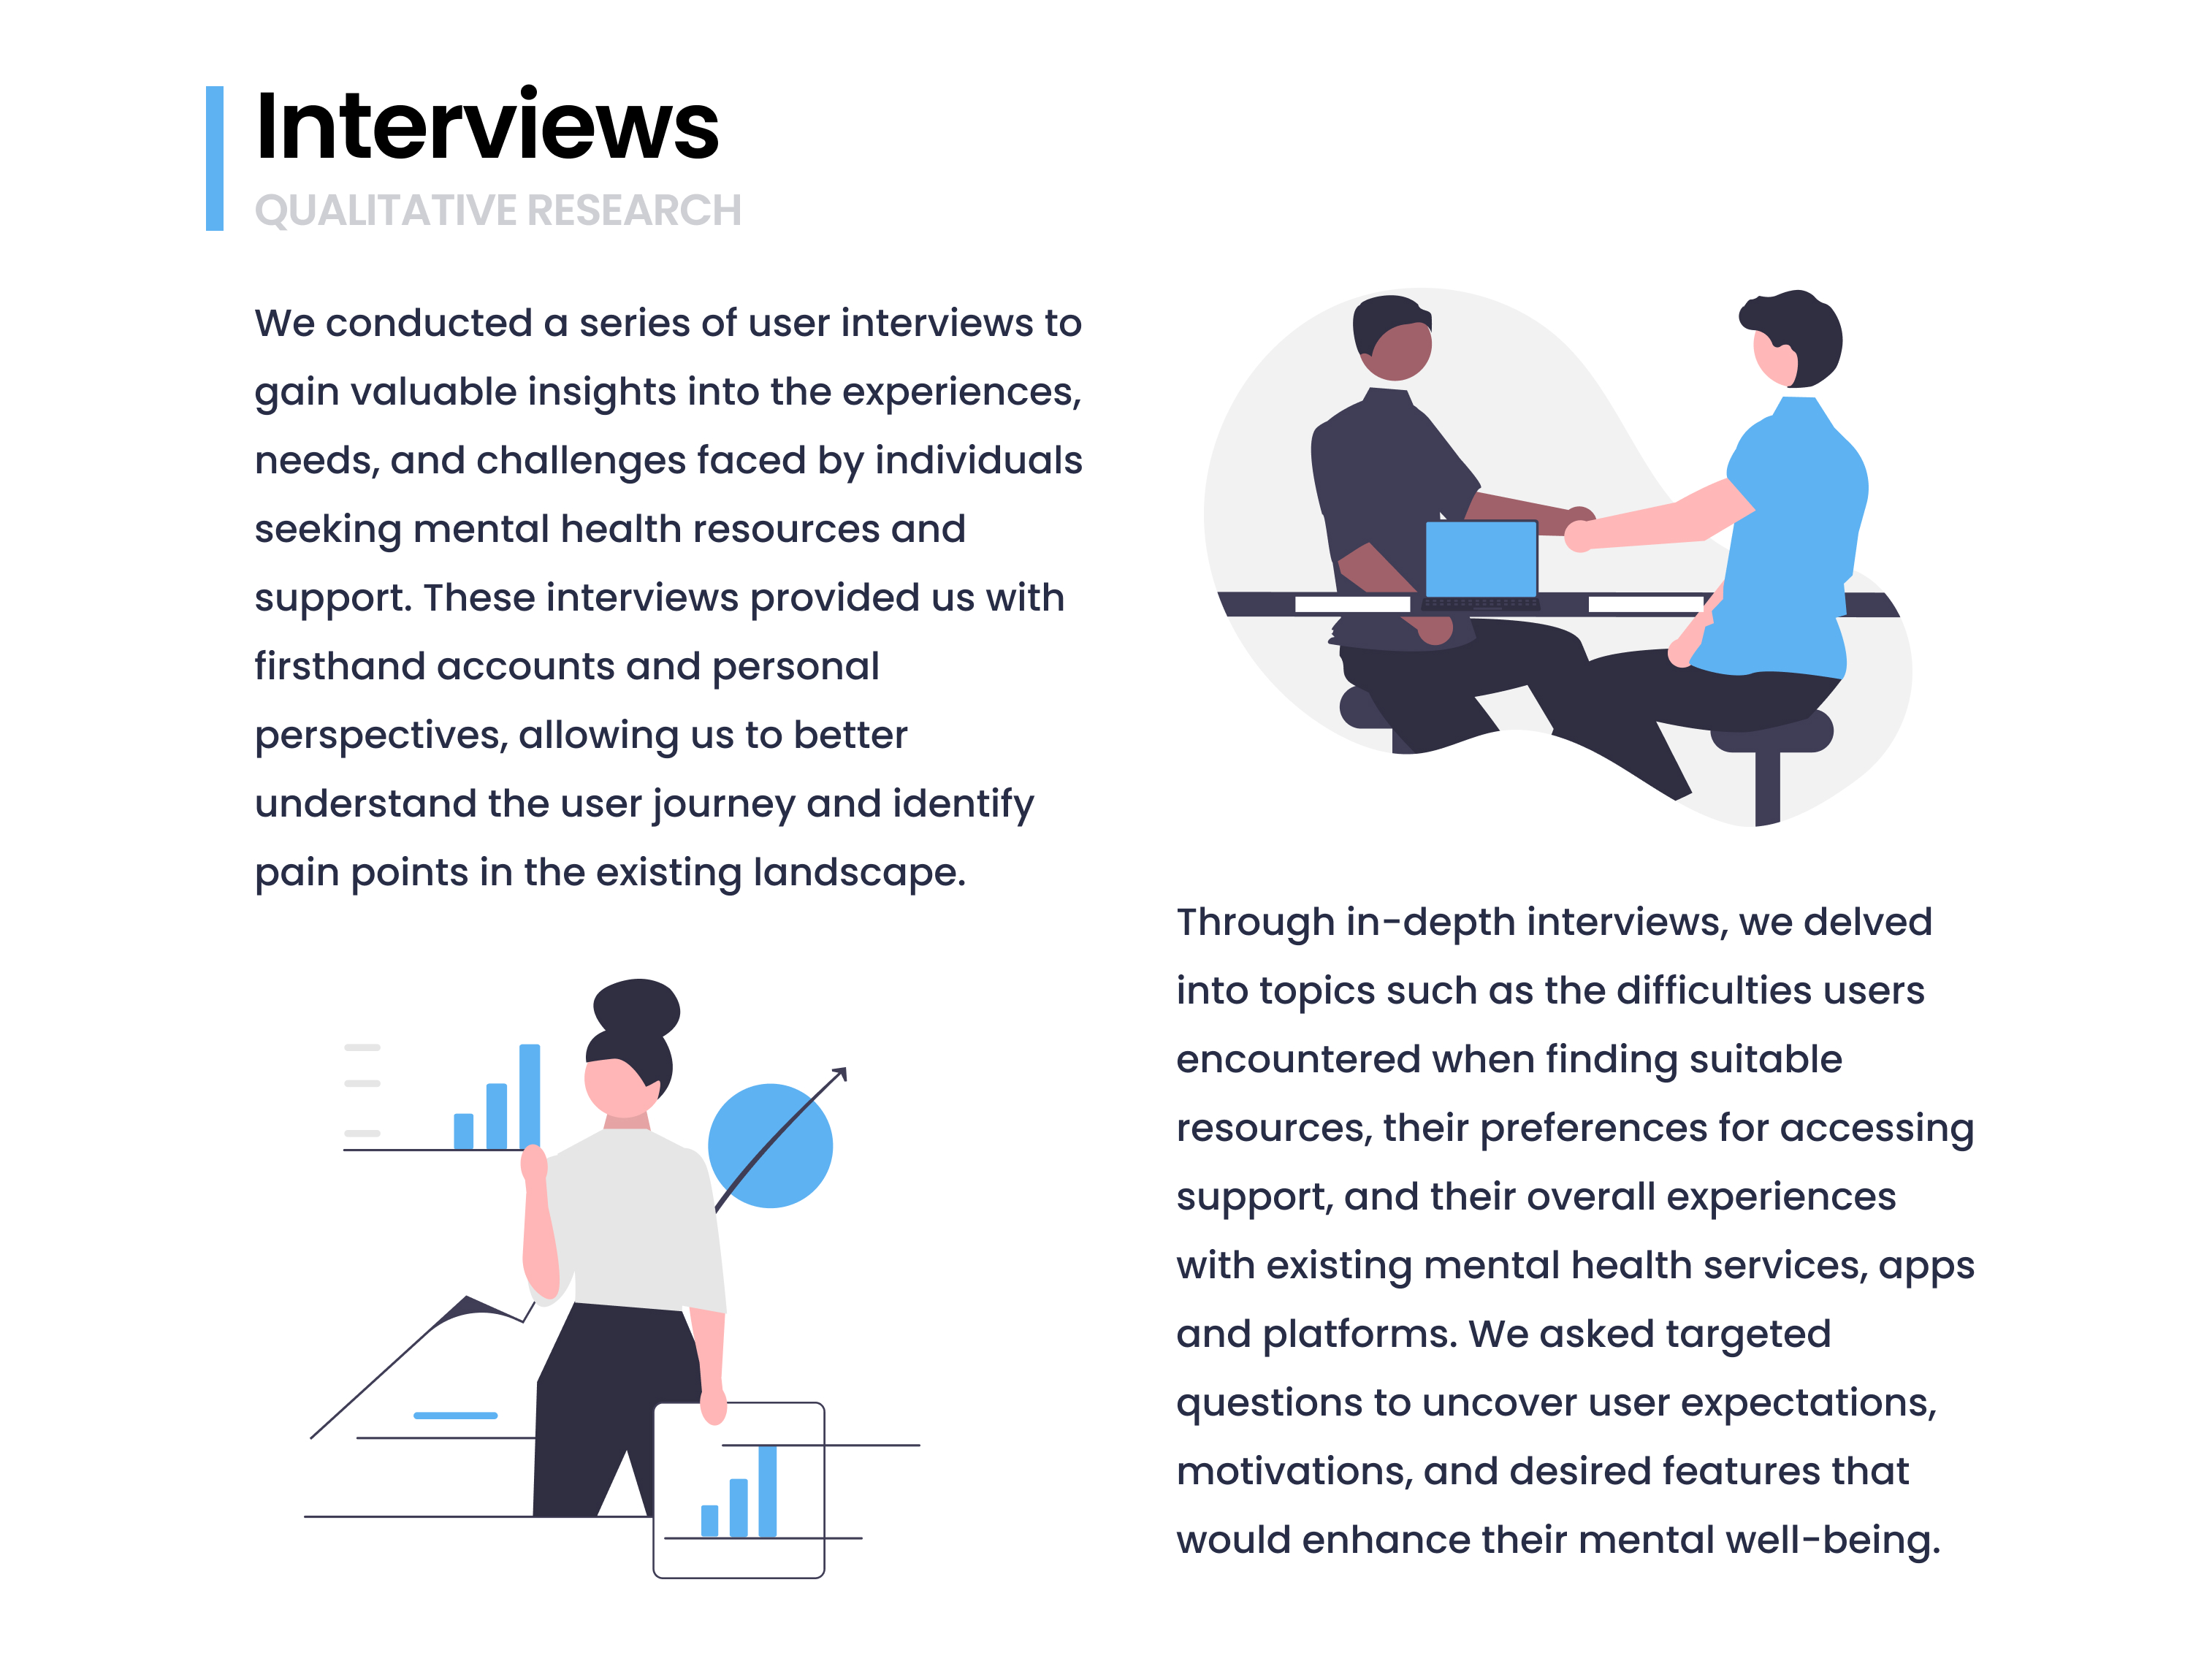 Interviews
QUALITATIVE RESEARCH
We conducted a series of user interviews to
gain valuable insights into the experiences,
needs, and challenges faced by individuals
seeking mental health resources and
support. These interviews provided us with
firsthand accounts and personal
perspectives, allowing us to better
understand the user journey and identify
pain points in the existing landscape.
Through in-depth interviews, we delved
into topics such as the difficulties users
encountered when finding suitable
resources, their preferences for accessing
support, and their overall experiences
with existing mental health services, apps
and platforms. We asked targeted
questions to uncover user expectations,
motivations, and desired features that
would enhance their mental well-being.